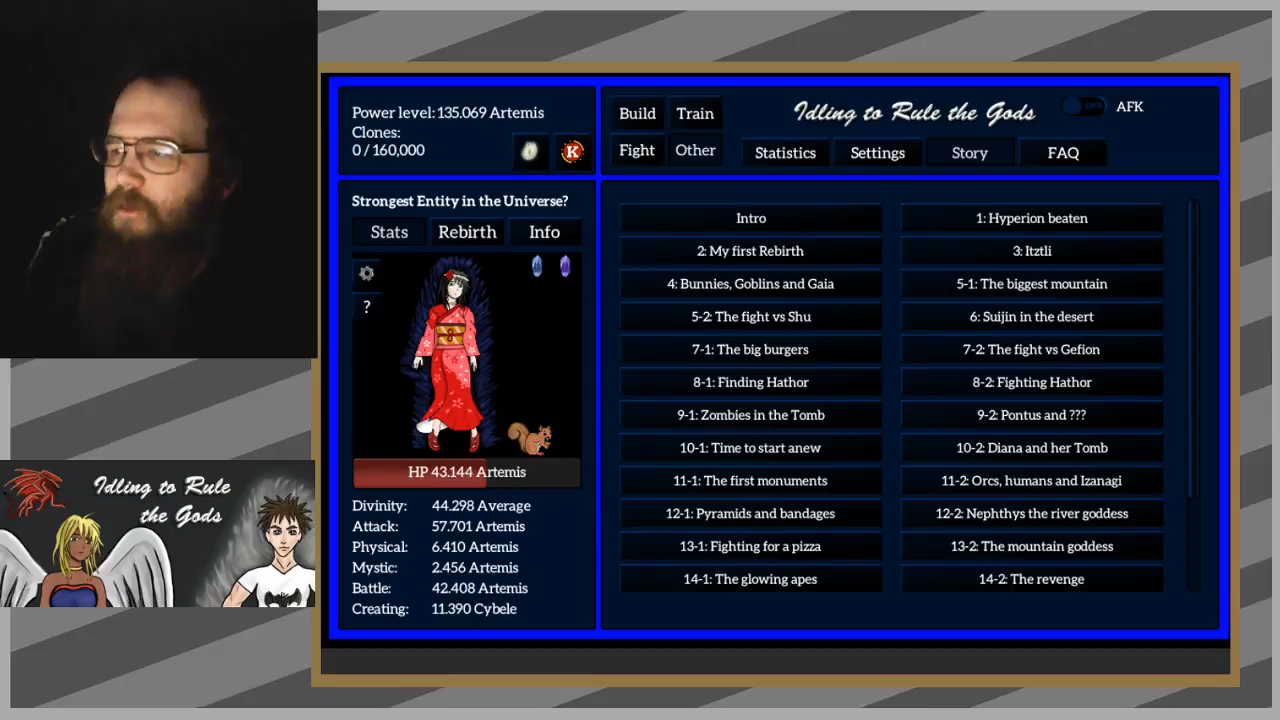 Power level: 135.069 Artemis
Clones:
0 / 160,000
K
Build
Train
Fight
Other
Idling to Rule the Gods
OFF
AFK
Statistics
Settings
Story
FAQ
Strongest Entity in the Universe?
Stats
Rebirth
Info
?
HP 43.144 Artemis
Divinity: 44.298 Average
Attack: 57.701 Artemis
Physical: 6.410 Artemis
Mystic: 2.456 Artemis
Battle: 42.408 Artemis
Creating: 11.390 Cybele
Intro
1: Hyperion beaten
2: My first Rebirth
3: Itztli
4: Bunnies, Goblins and Gaia
5-1: The biggest mountain
5-2: The fight vs Shu
6: Suijin in the desert
7-1: The big burgers
7-2: The fight vs Gefion
8-1: Finding Hathor
8-2: Fighting Hathor
9-1: Zombies in the Tomb
9-2: Pontus and ???
10-1: Time to start anew
10-2: Diana and her Tomb
11-1: The first monuments
11-2: Orcs, humans and Izanagi
12-1: Pyramids and bandages
12-2: Nephthys the river goddess
13-1: Fighting for a pizza
13-2: The mountain goddess
14-1: The glowing apes
14-2: The revenge
Idling to Rule
the Gods